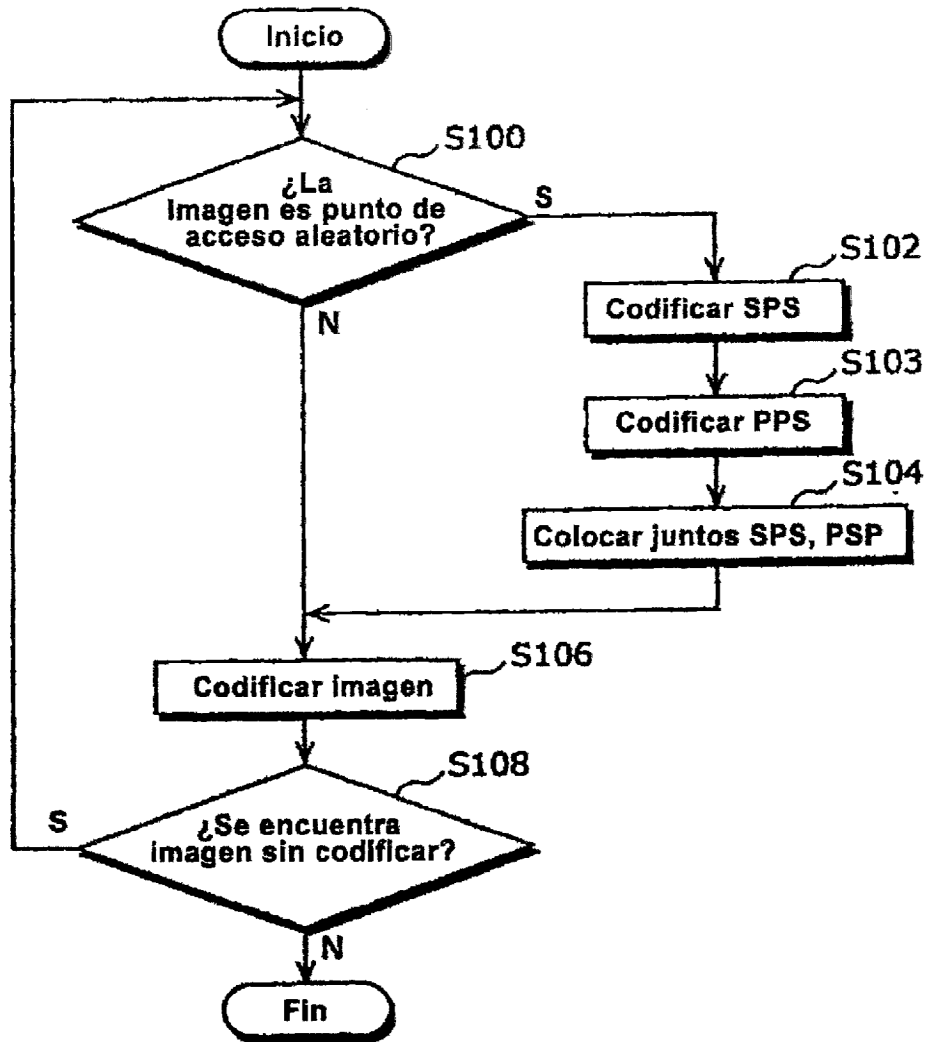 Inicio
S100
¿La
Imagen es punto de
acceso aleatorio?
S
N
S102
Codificar SPS
S103
Codificar PPS
S104
Colocar juntos SPS, PSP
S106
Codificar imagen
S108
¿Se encuentra
imagen sin codificar?
S
N
Fin